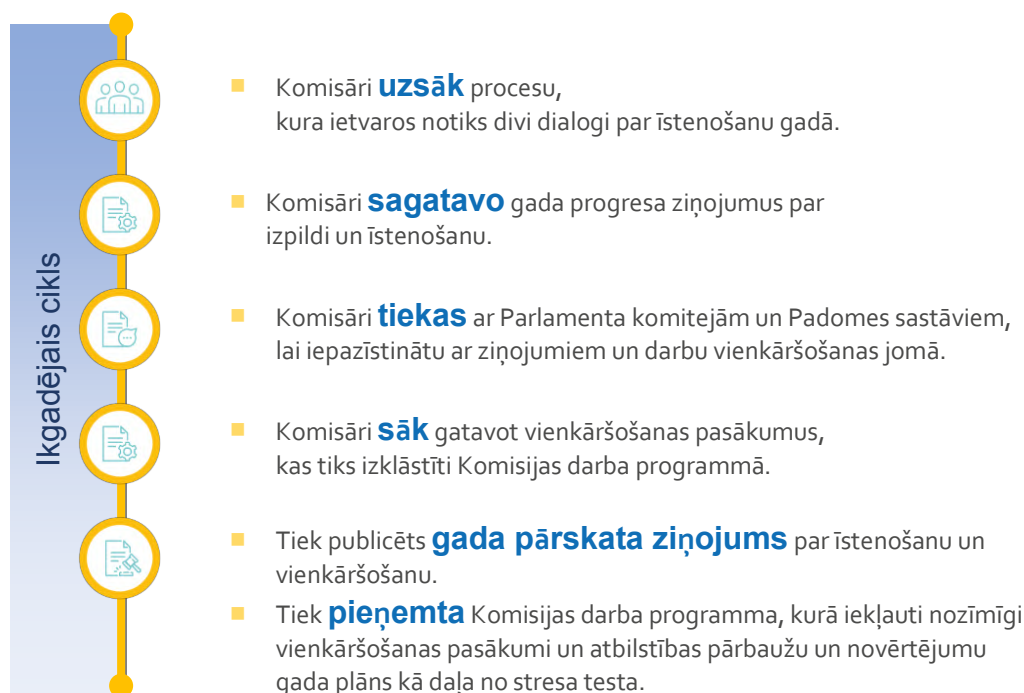 Ikgadējais cikls
Komisāri uzsāk procesu,
kura ietvaros notiks divi dialogi par īstenošanu gadā.
Komisāri sagatavo gada progresa ziņojumus par
izpildi un īstenošanu.
Komisāri tiekas ar Parlamenta komitejām un Padomes sastāviem,
lai iepazīstinātu ar ziņojumiem un darbu vienkāršošanas jomā.
Komisāri sāk gatavot vienkāršošanas pasākumus,
kas tiks izklāstīti Komisijas darba programmā.
Tiek publicēts gada pārskata ziņojums par īstenošanu un
vienkāršošanu.
Tiek pieņemta Komisijas darba programma, kurā iekļauti nozīmīgi
vienkāršošanas pasākumi un atbilstības pārbaužu un novērtējumu
gada plāns kā daļa no stresa testa.